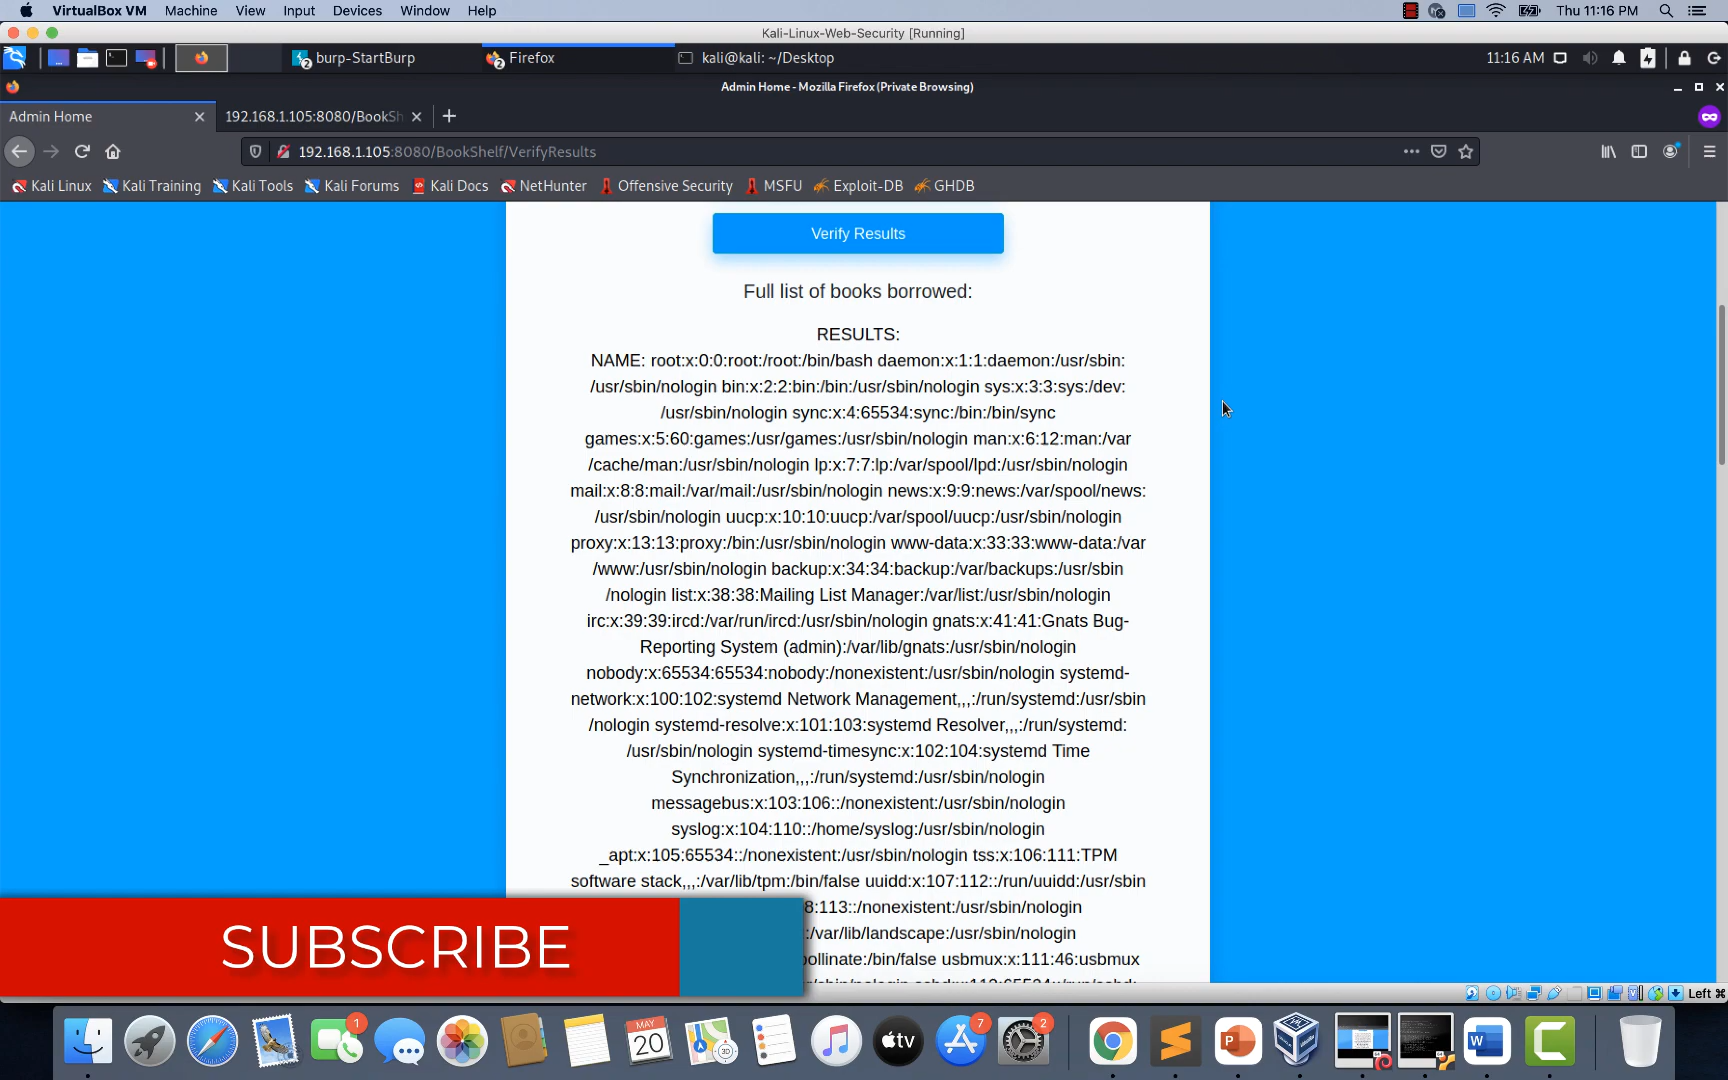 VirtualBox VM Machine View Input Devices Window Help Thu 11:16 PM
Kali-Linux-Web-Security [Running]
burp-StartBurp Firefox kali@kali: ~/Desktop 11:16 AM
Admin Home - Mozilla Firefox (Private Browsing)
Admin Home 192.168.1.105:8080/BookSh
192.168.1.105:8080/BookShelf/VerifyResults
Kali Linux Kali Training Kali Tools Kali Forums Kali Docs NetHunter Offensive Security MSFU Exploit-DB GHDB
Verify Results
Full list of books borrowed:
RESULTS:
NAME: root:x:0:0:root:/root:/bin/bash daemon:x:1:1:daemon:/usr/sbin:
/usr/sbin/nologin bin:x:2:2:bin:/bin:/usr/sbin/nologin sys:x:3:3:sys:/dev:
/usr/sbin/nologin sync:x:4:65534:sync:/bin:/bin/sync
games:x:5:60:games:/usr/games:/usr/sbin/nologin man:x:6:12:man:/var
/cache/man:/usr/sbin/nologin lp:x:7:7:lp:/var/spool/lpd:/usr/sbin/nologin
mail:x:8:8:mail:/var/mail:/usr/sbin/nologin news:x:9:9:news:/var/spool/news:
/usr/sbin/nologin uucp:x:10:10:uucp:/var/spool/uucp:/usr/sbin/nologin
proxy:x:13:13:proxy:/bin:/usr/sbin/nologin www-data:x:33:33:www-data:/var
/www:/usr/sbin/nologin backup:x:34:34:backup:/var/backups:/usr/sbin
/nologin list:x:38:38:Mailing List Manager:/var/list:/usr/sbin/nologin
irc:x:39:39:ircd:/var/run/ircd:/usr/sbin/nologin gnats:x:41:41:Gnats Bug-
Reporting System (admin):/var/lib/gnats:/usr/sbin/nologin
nobody:x:65534:65534:nobody:/nonexistent:/usr/sbin/nologin systemd-
network:x:100:102:systemd Network Management,,,:/run/systemd:/usr/sbin
/nologin systemd-resolve:x:101:103:systemd Resolver,,,:/run/systemd:
/usr/sbin/nologin systemd-timesync:x:102:104:systemd Time
Synchronization,,,:/run/systemd:/usr/sbin/nologin
messagebus:x:103:106::/nonexistent:/usr/sbin/nologin
syslog:x:104:110::/home/syslog:/usr/sbin/nologin
_apt:x:105:65534::/nonexistent:/usr/sbin/nologin tss:x:106:111:TPM
software stack,,,:/var/lib/tpm:/bin/false uuidd:x:107:112::/run/uuidd:/usr/sbin
8:113::/nonexistent:/usr/sbin/nologin
:/var/lib/landscape:/usr/sbin/nologin
ollinate:/bin/false usbmux:x:111:46:usbmux
SUBSCRIBE
Left ⌘
1
MAY
20
tv
7
2